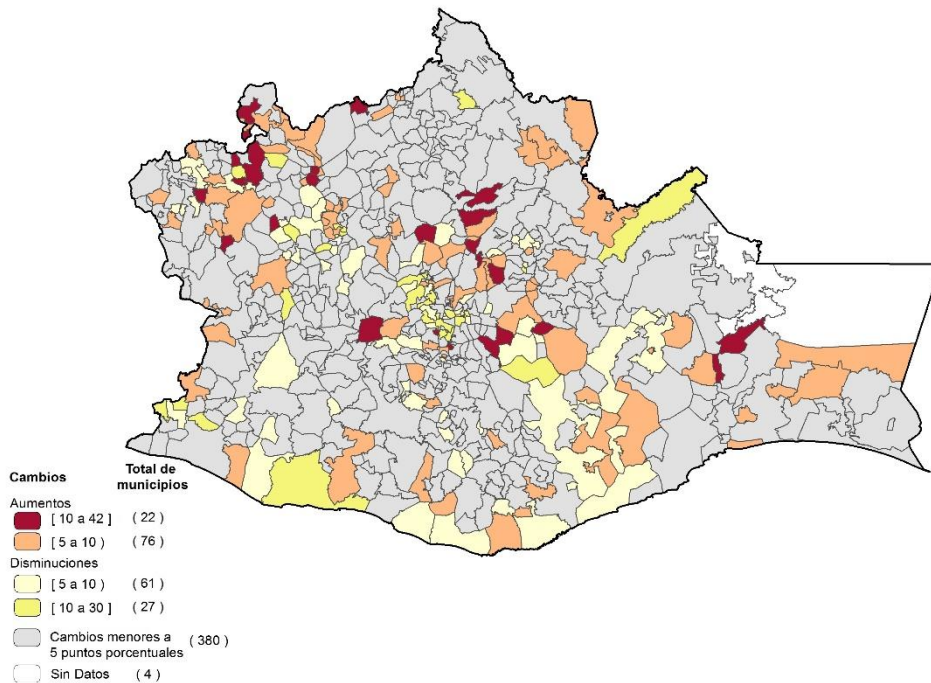 Cambios Total de municipios
Aumentos
[ 10 a 42 ] ( 22 )
[ 5 a 10 ) ( 76 )
Disminuciones
[ 5 a 10 ) ( 61 )
[ 10 a 30 ] ( 27 )
Cambios menores a ( 380 )
5 puntos porcentuales
Sin Datos ( 4 )